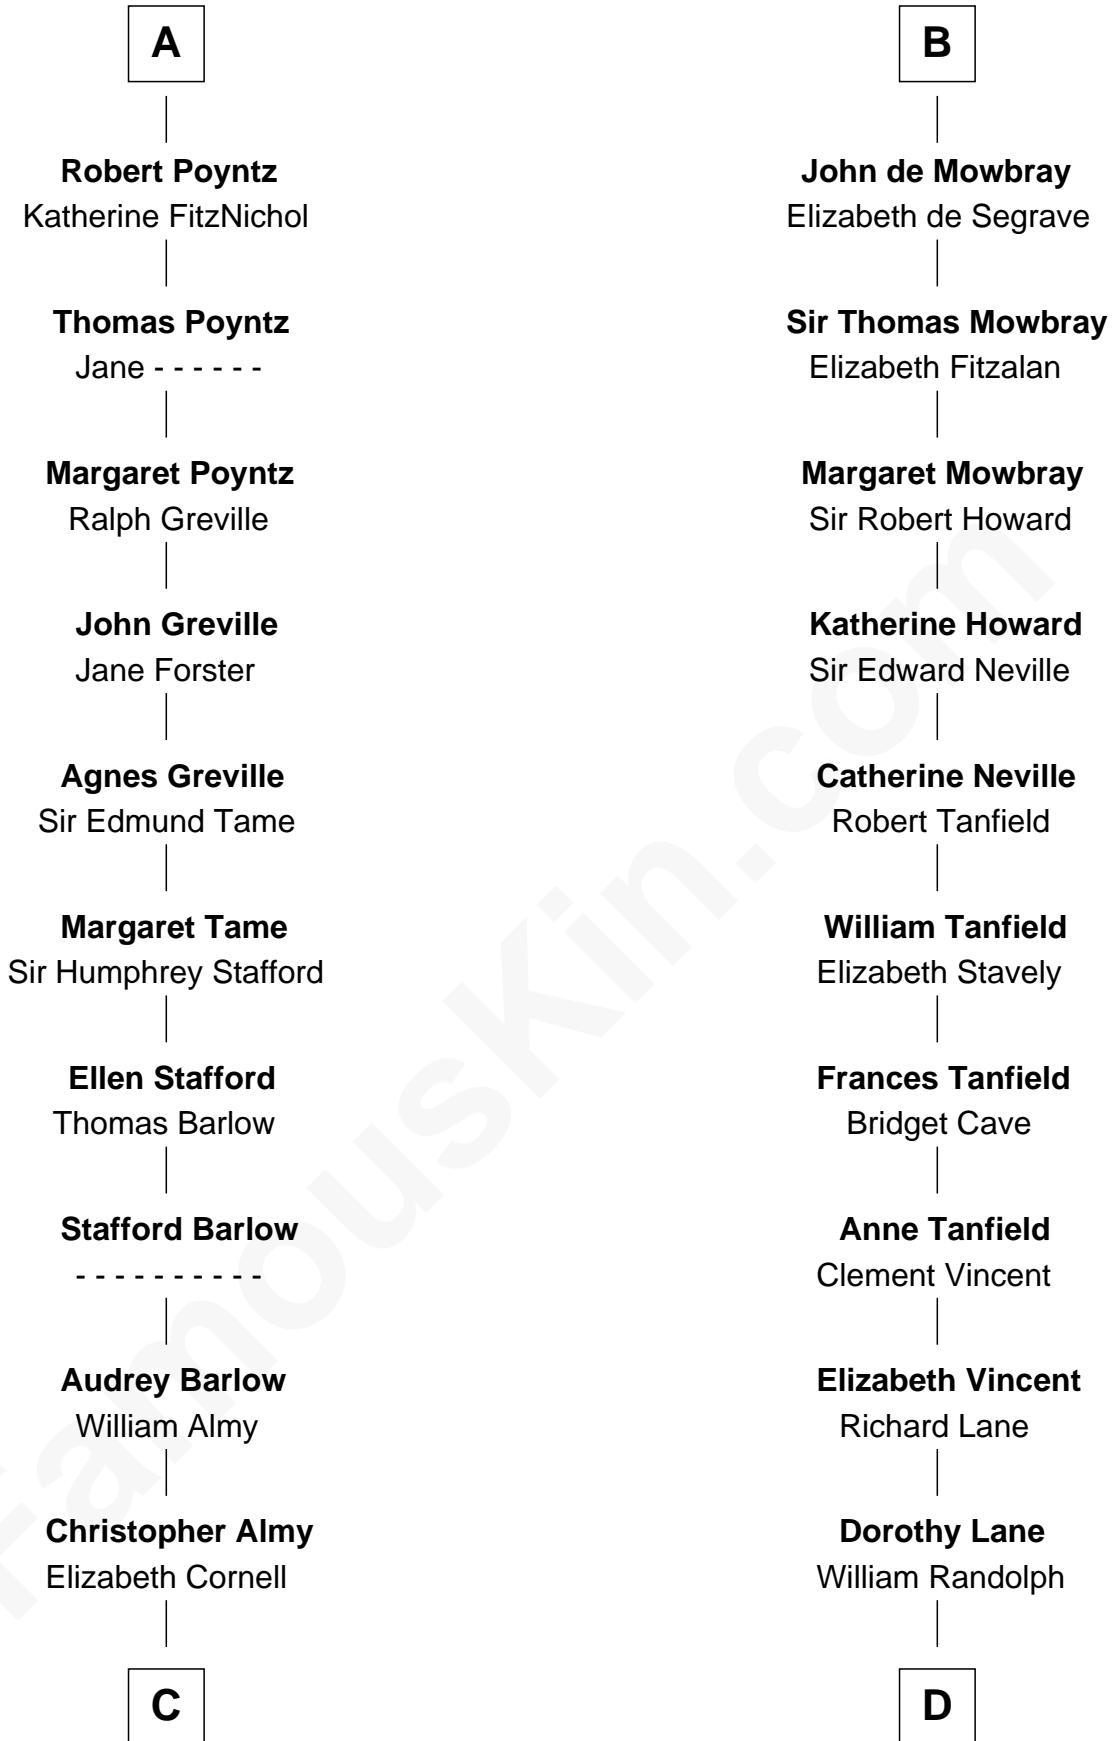 A
Robert Poyntz
Katherine FitzNichol
Thomas Poyntz
Jane - - - - - -
Margaret Poyntz
Ralph Greville
John Greville
Jane Forster
Agnes Greville
Sir Edmund Tame
Margaret Tame
Sir Humphrey Stafford
Ellen Stafford
Thomas Barlow
Stafford Barlow
- - - - - - - - - -
Audrey Barlow
William Almy
Christopher Almy
Elizabeth Cornell
C
B
John de Mowbray
Elizabeth de Segrave
Sir Thomas Mowbray
Elizabeth Fitzalan
Margaret Mowbray
Sir Robert Howard
Katherine Howard
Sir Edward Neville
Catherine Neville
Robert Tanfield
William Tanfield
Elizabeth Stavely
Frances Tanfield
Bridget Cave
Anne Tanfield
Clement Vincent
Elizabeth Vincent
Richard Lane
Dorothy Lane
William Randolph
D
FamousKin.com